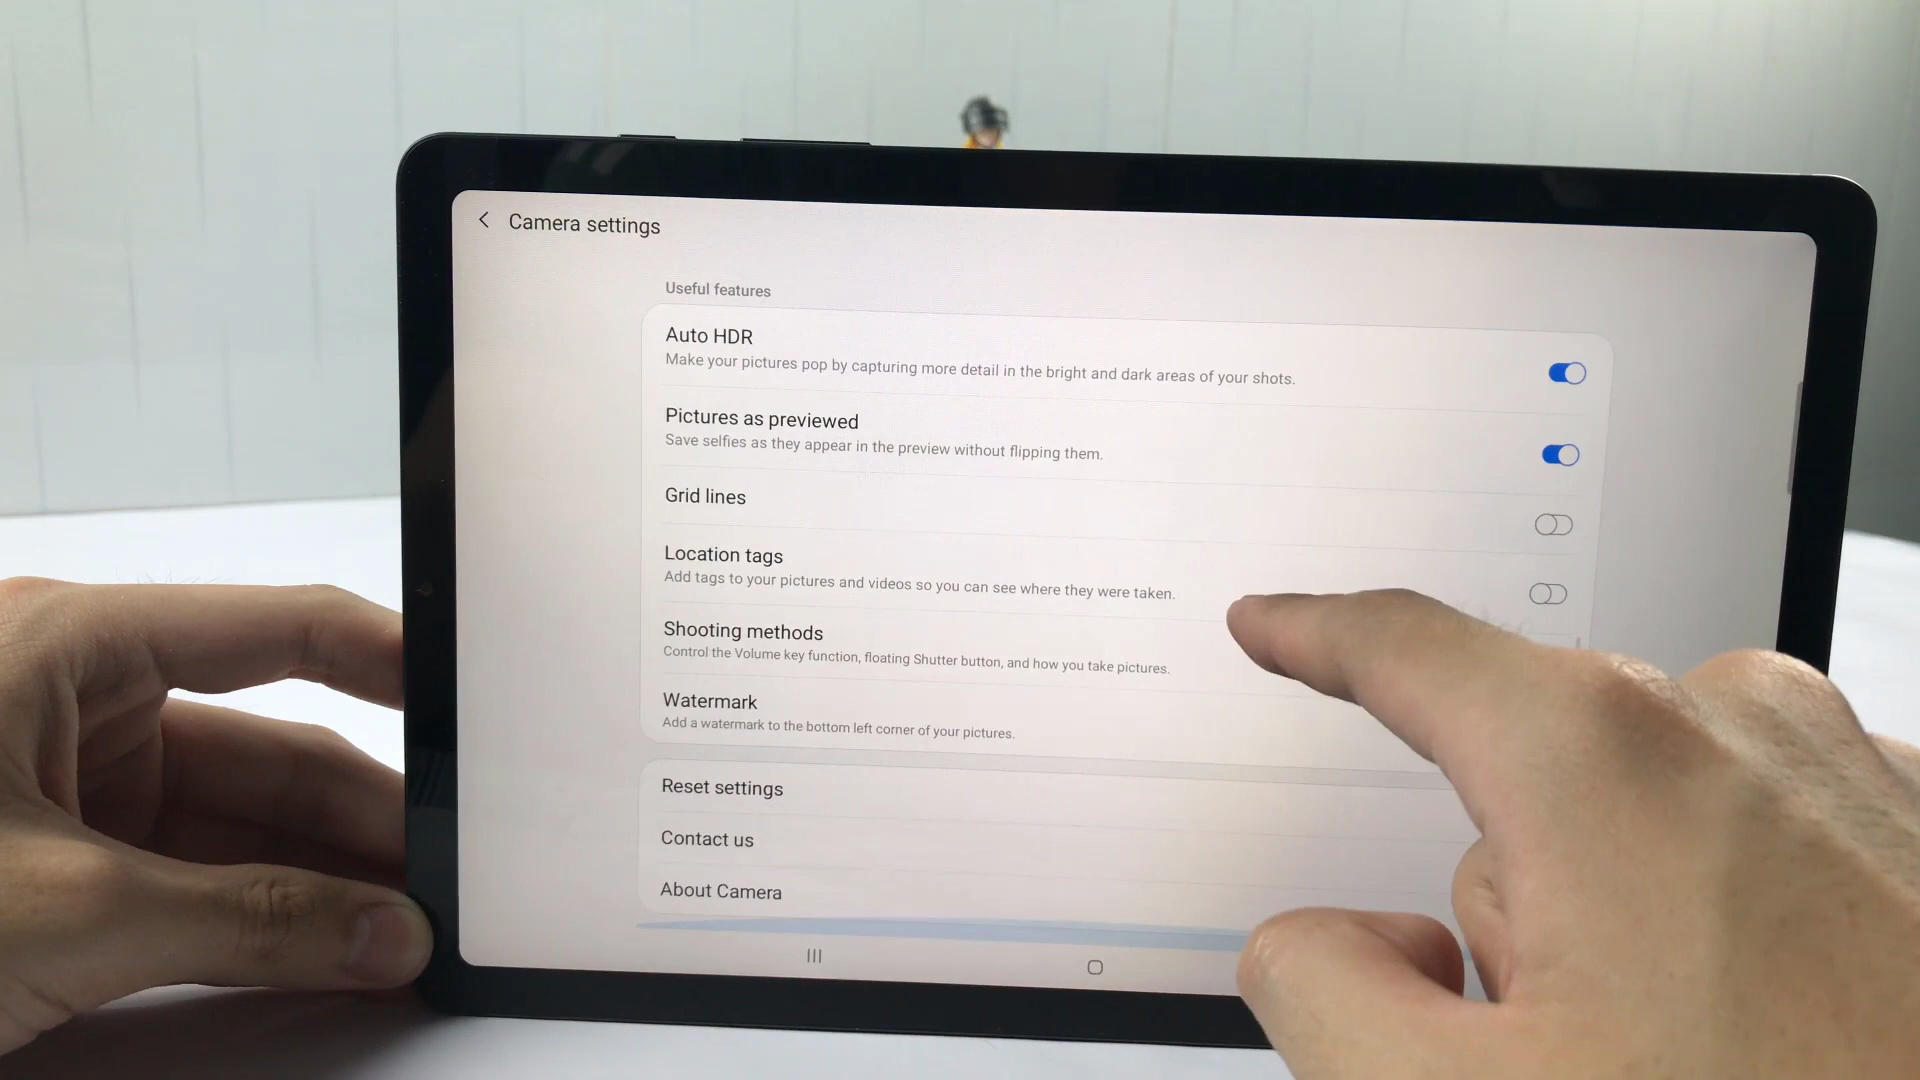 Camera settings
Useful features
Auto HDR
Make your pictures pop by capturing more detail in the bright and dark areas of your shots.
Pictures as previewed
Save selfies as they appear in the preview without flipping them.
Grid lines
Location tags
Add tags to your pictures and videos so you can see where they were taken.
Shooting methods
Control the Volume key function, floating Shutter button, and how you take pictures.
Watermark
Add a watermark to the bottom left corner of your pictures.
Reset settings
Contact us
About Camera